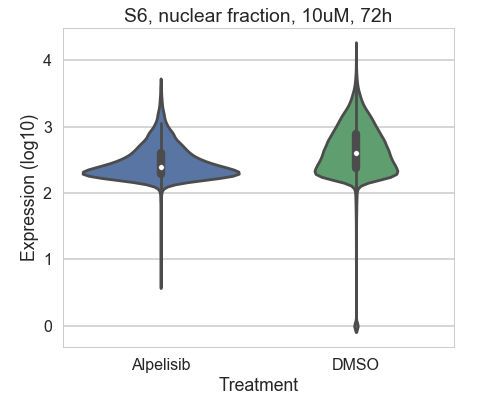 S6, nuclear fraction, 10uM, 72h
Expression (log10)
4
3
2
1
0
Alpelisib
DMSO
Treatment